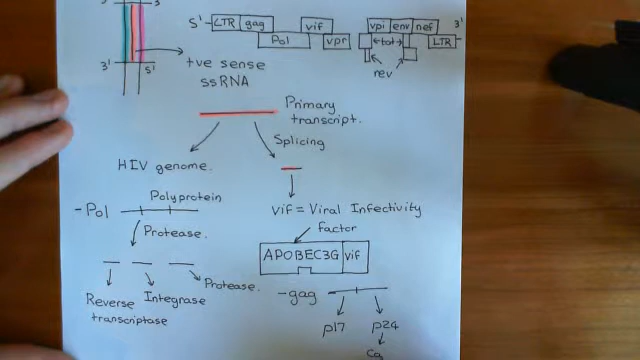 3'
5' LTR gag vif vpi env nef 3'
Pol vpr tat LTR
rev
3' 5' +ve sense
ssRNA
Primary
transcript.
Splicing
HIV genome.
Polyprotein
-Pol
vif = Viral Infectivity
Factor
Protease.
APOBEC3G vif
Protease.
-gag
Reverse Integrase
transcriptase
p17 p24